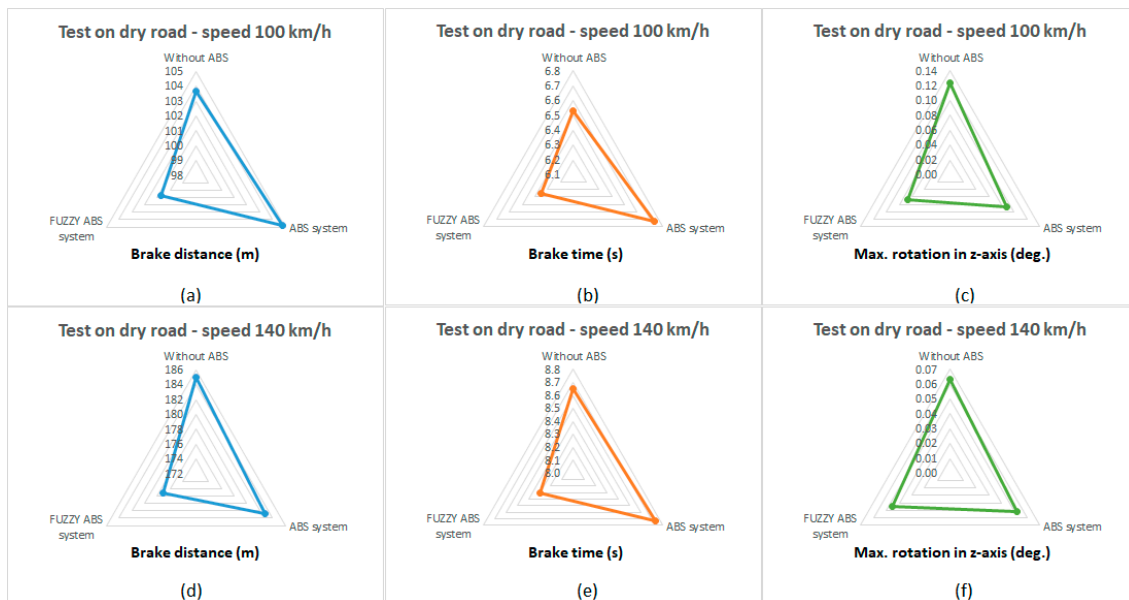 Test on dry road - speed 100 km/h
Without ABS
105
104
103
102
101
100
99
98
FUZZY ABS
system
ABS system
Brake distance (m)
(a)
Test on dry road - speed 100 km/h
Without ABS
6.8
6.7
6.6
6.5
6.4
6.3
6.2
6.1
FUZZY ABS
system
ABS system
Brake time (s)
(b)
Test on dry road - speed 100 km/h
Without ABS
0.14
0.12
0.10
0.08
0.06
0.04
0.02
0.00
FUZZY ABS
system
ABS system
Max. rotation in z-axis (deg.)
(c)
Test on dry road - speed 140 km/h
Without ABS
186
184
182
180
178
176
174
172
FUZZY ABS
system
ABS system
Brake distance (m)
(d)
Test on dry road - speed 140 km/h
Without ABS
8.8
8.7
8.6
8.5
8.4
8.3
8.2
8.1
8.0
FUZZY ABS
system
ABS system
Brake time (s)
(e)
Test on dry road - speed 140 km/h
Without ABS
0.07
0.06
0.05
0.04
0.03
0.02
0.01
0.00
FUZZY ABS
system
ABS system
Max. rotation in z-axis (deg.)
(f)